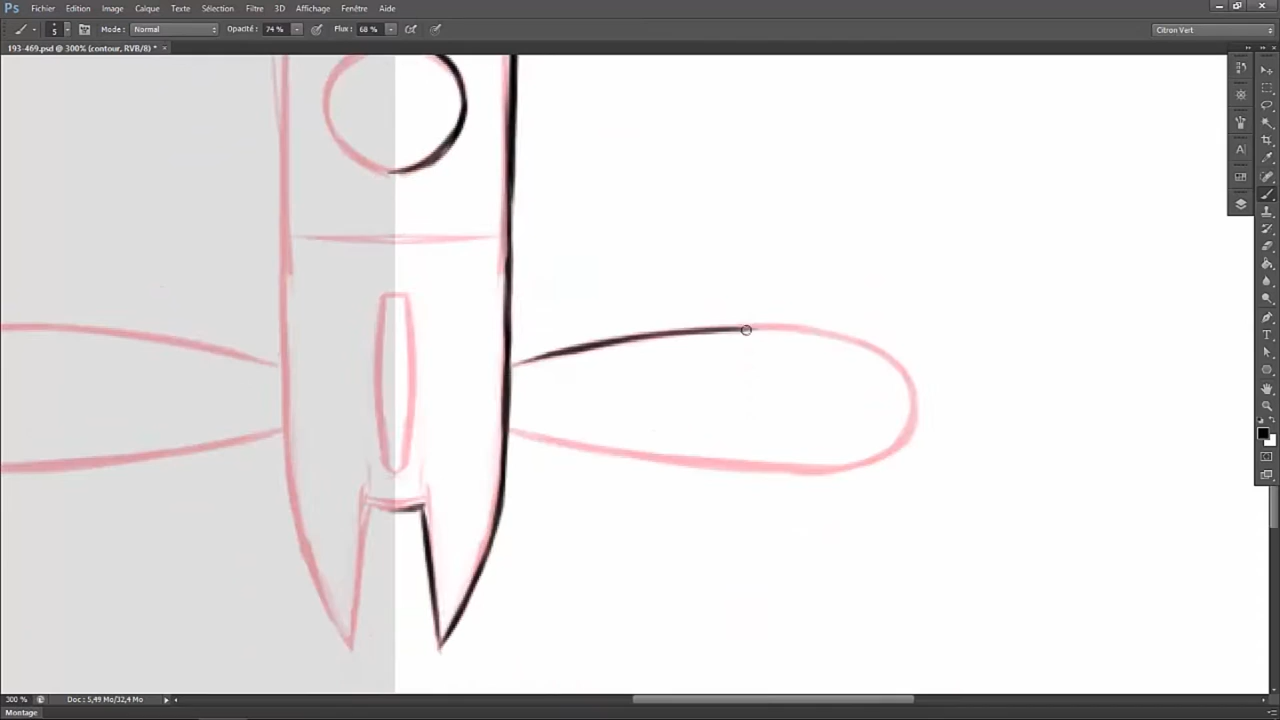 Ps Fichier Edition Image Calque Texte Sélection Filtre 3D Affichage Fenêtre Aide
5 Mode : Normal Opacité : 74 % Flux : 68 % Citron Vert
193-469.psd @ 300% (contour, RVB/8) * ×
300 % Doc : 5,49 Mo/32,4 Mo
Montage